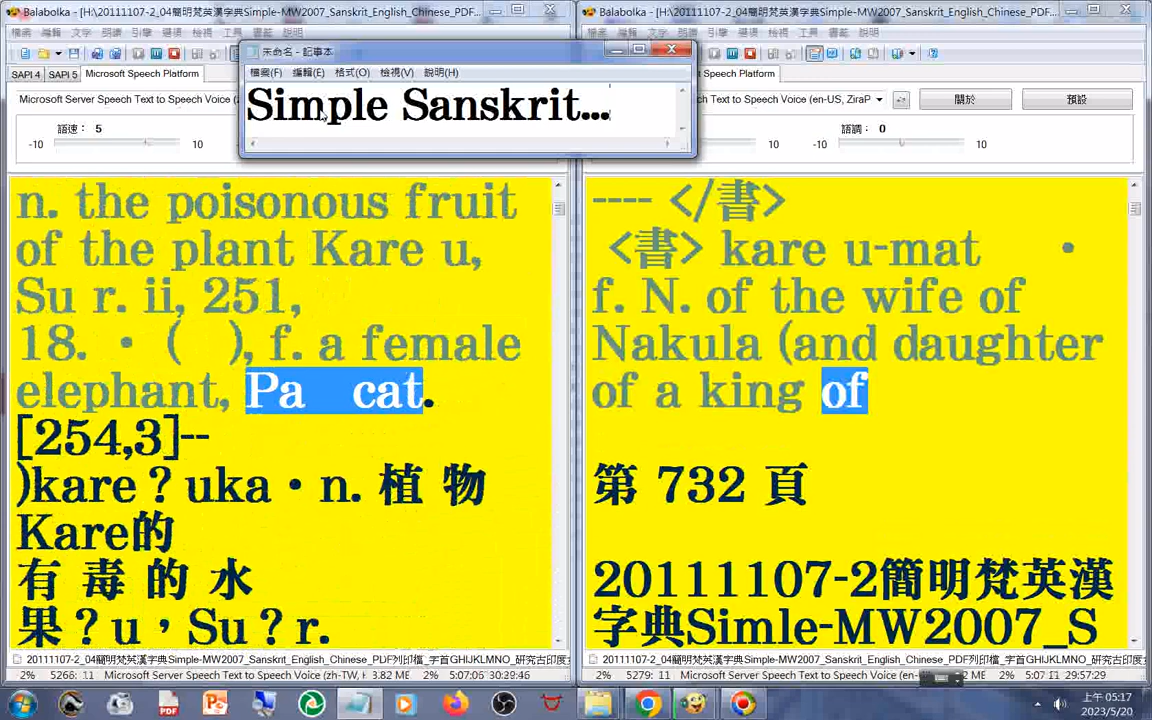 Balabolka - [H:\20111107-2_04簡明梵英漢字典Simple-MW2007_Sanskrit_English_Chinese_PDF...
Balabolka - [H:\20111107-2_04簡明梵英漢字典Simple-MW2007_Sanskrit_English_Chinese_PDF...
未命名 - 記事本
檔案(F) 編輯(E) 格式(O) 檢視(V) 說明(H)
Simple Sanskrit...
SAPI 4 SAPI 5 Microsoft Speech Platform
Speech Platform
Microsoft Server Speech Text to Speech Voice (z
ch Text to Speech Voice (en-US, ZiraP
關於 預設
語速： 5
-10 10
10
語調： 0
-10 10
n. the poisonous fruit
of the plant Kare u,
Su r. ii, 251,
18. • ( ), f. a female
elephant, Pa cat.
[254,3]--
)kare？uka • n. 植 物
Kare的
有 毒 的 水
果？u，Su？r.
---- </書>
<書> kare u-mat •
f. N. of the wife of
Nakula (and daughter
of a king of
第 732 頁
20111107-2簡明梵英漢
字典Simle-MW2007_S
20111107-2_04簡明梵英漢字典Simple-MW2007_Sanskrit_English_Chinese_PDF列印檔_字首GHIJKLMNO_研究古印度
20111107-2_04簡明梵英漢字典Simple-MW2007_Sanskrit_English_Chinese_PDF列印檔_字首GHIJKLMNO_研究古印度
2% 5266: 11 Microsoft Server Speech Text to Speech Voice (zh-TW, H 3.82 MB 2% 5:07:05 30:29:46
2% 5279: 11 Microsoft Server Speech Text to Speech Voice (en- 2% 5:07:11 29:57:29
上午 05:17
2023/5/20